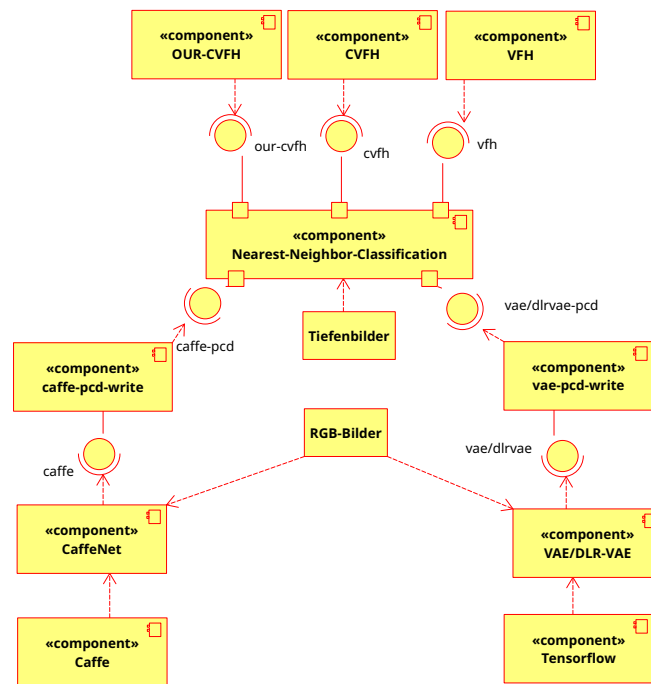 «component»
OUR-CVFH
«component»
CVFH
«component»
VFH
our-cvfh
cvfh
vfh
«component»
Nearest-Neighbor-Classification
caffe-pcd
Tiefenbilder
vae/dlrvae-pcd
«component»
caffe-pcd-write
«component»
vae-pcd-write
RGB-Bilder
caffe
vae/dlrvae
«component»
CaffeNet
«component»
VAE/DLR-VAE
«component»
Caffe
«component»
Tensorflow